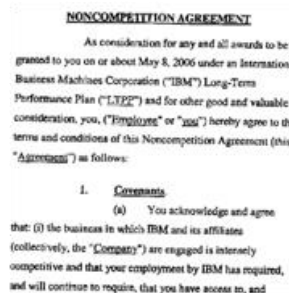 NONCOMPETITION AGREEMENT
As consideration for any and all awards to be
granted to you on or about May 8, 2006 under an Internation
Business Machines Corporation ("IBM") Long-Term
Performance Plan ("LTPP") and for other good and valuable
consideration, you, ("Employee" or "you") hereby agree to th
terms and conditions of this Noncompetition Agreement (this
"Agreement") as follows:
1. Covenants.
(a) You acknowledge and agree
that: (i) the business in which IBM and its affiliates
(collectively, the "Company") are engaged is intensely
competitive and that your employment by IBM has required,
and will continue to require, that you have access to, and